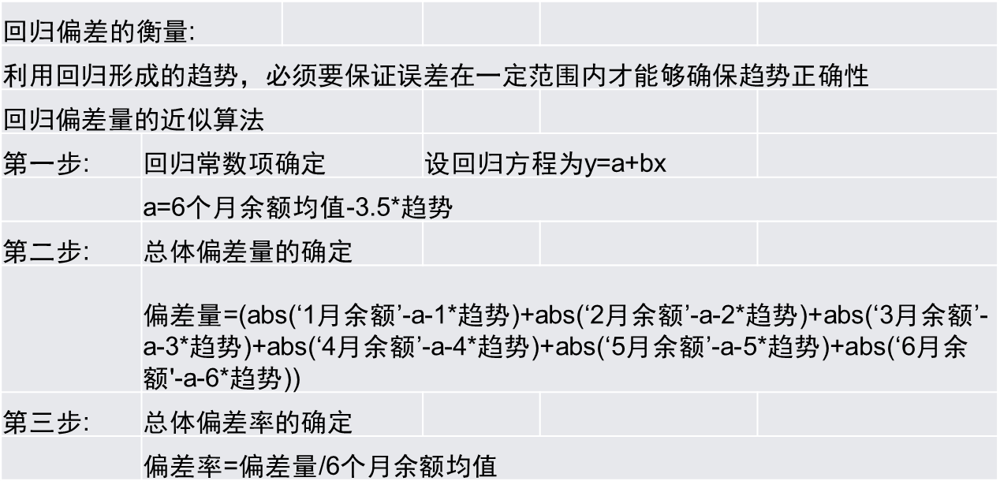 回归偏差的衡量:
利用回归形成的趋势，必须要保证误差在一定范围内才能够确保趋势正确性
回归偏差量的近似算法
第一步: 回归常数项确定 设回归方程为y=a+bx
a=6个月余额均值-3.5*趋势
第二步: 总体偏差量的确定
偏差量=(abs(‘1月余额’-a-1*趋势)+abs(‘2月余额’-a-2*趋势)+abs(‘3月余额’-
a-3*趋势)+abs(‘4月余额’-a-4*趋势)+abs(‘5月余额’-a-5*趋势)+abs(‘6月余
额'-a-6*趋势))
第三步: 总体偏差率的确定
偏差率=偏差量/6个月余额均值